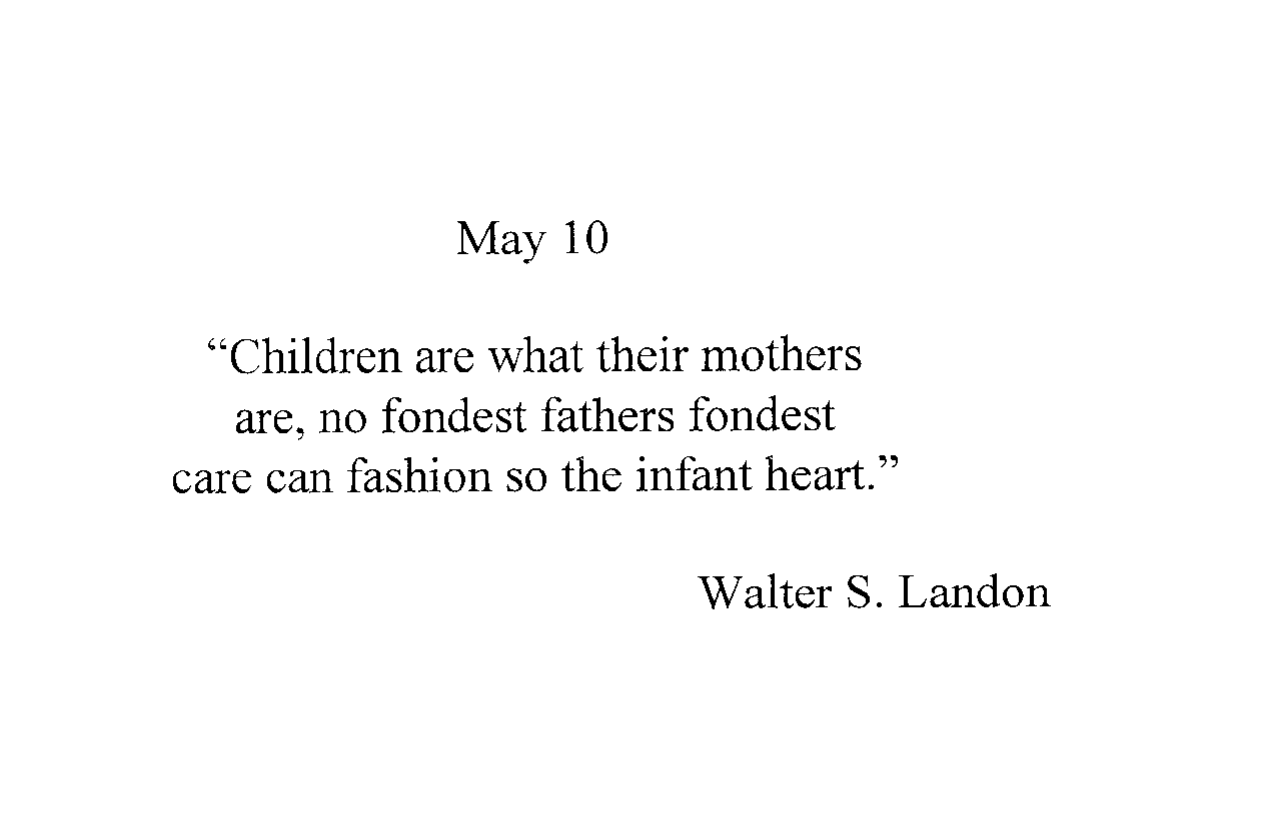 May 10
“Children are what their mothers
are, no fondest fathers fondest
care can fashion so the infant heart.”
Walter S. Landon